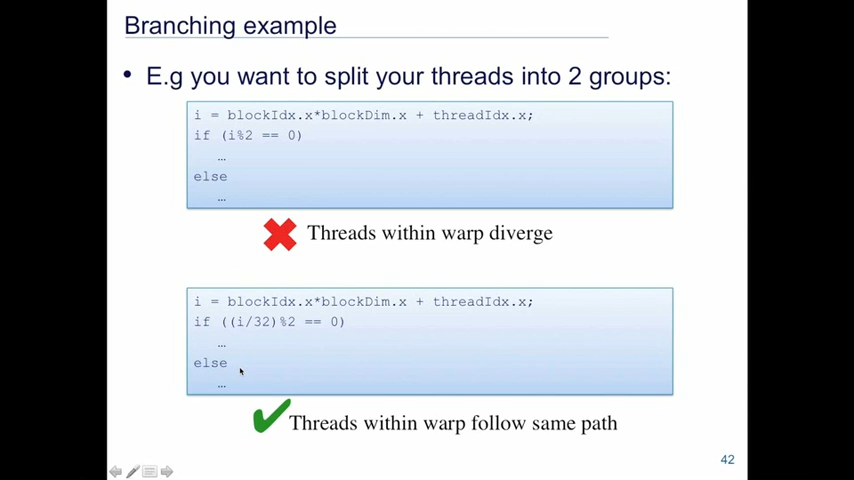 Branching example
• E.g you want to split your threads into 2 groups:
i = blockIdx.x*blockDim.x + threadIdx.x;
if (i%2 == 0)
…
else
…
Threads within warp diverge
i = blockIdx.x*blockDim.x + threadIdx.x;
if ((i/32)%2 == 0)
…
else
…
Threads within warp follow same path
42